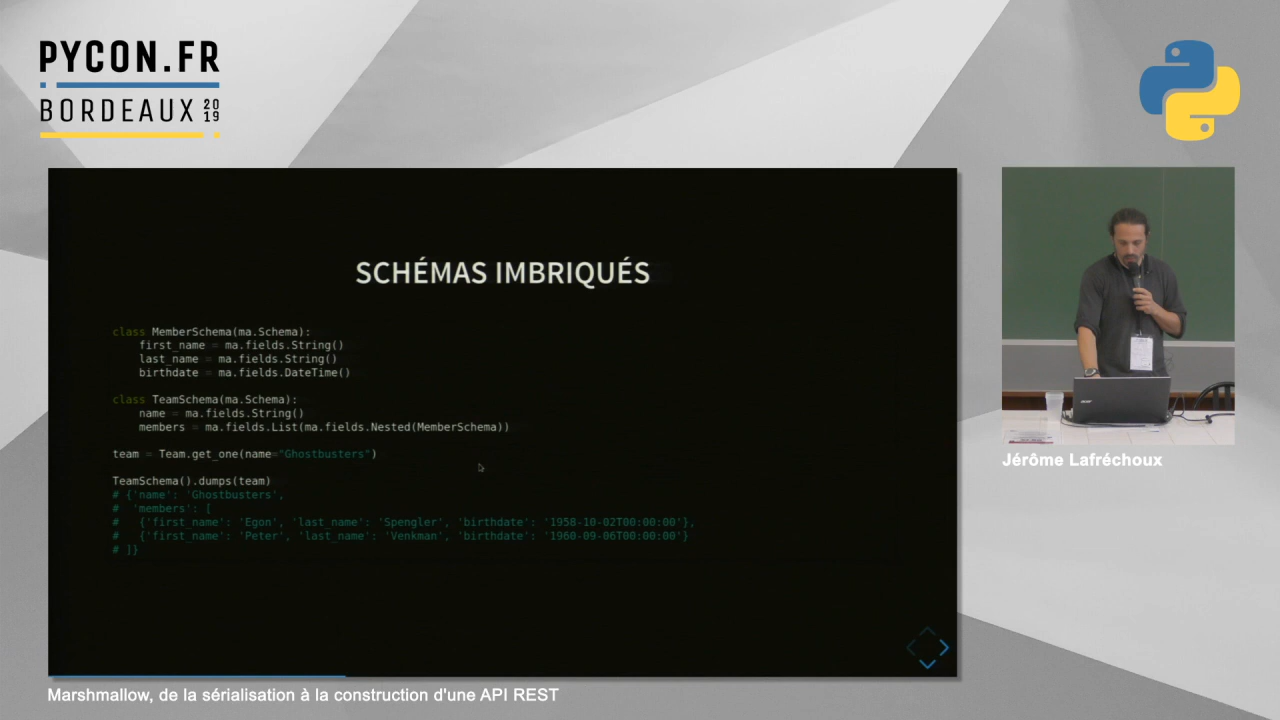 PYCON.FR
BORDEAUX 2019
SCHÉMAS IMBRIQUÉS
class MemberSchema(ma.Schema):
    first_name = ma.fields.String()
    last_name = ma.fields.String()
    birthdate = ma.fields.DateTime()
class TeamSchema(ma.Schema):
    name = ma.fields.String()
    members = ma.fields.List(ma.fields.Nested(MemberSchema))
team = Team.get_one(name="Ghostbusters")
TeamSchema().dumps(team)
# {'name': 'Ghostbusters',
#  'members': [
#   {'first_name': 'Egon', 'last_name': 'Spengler', 'birthdate': '1958-10-02T00:00:00'},
#   {'first_name': 'Peter', 'last_name': 'Venkman', 'birthdate': '1960-09-06T00:00:00'}
# ]}
Jérôme Lafréchoux
Marshmallow, de la sérialisation à la construction d'une API REST